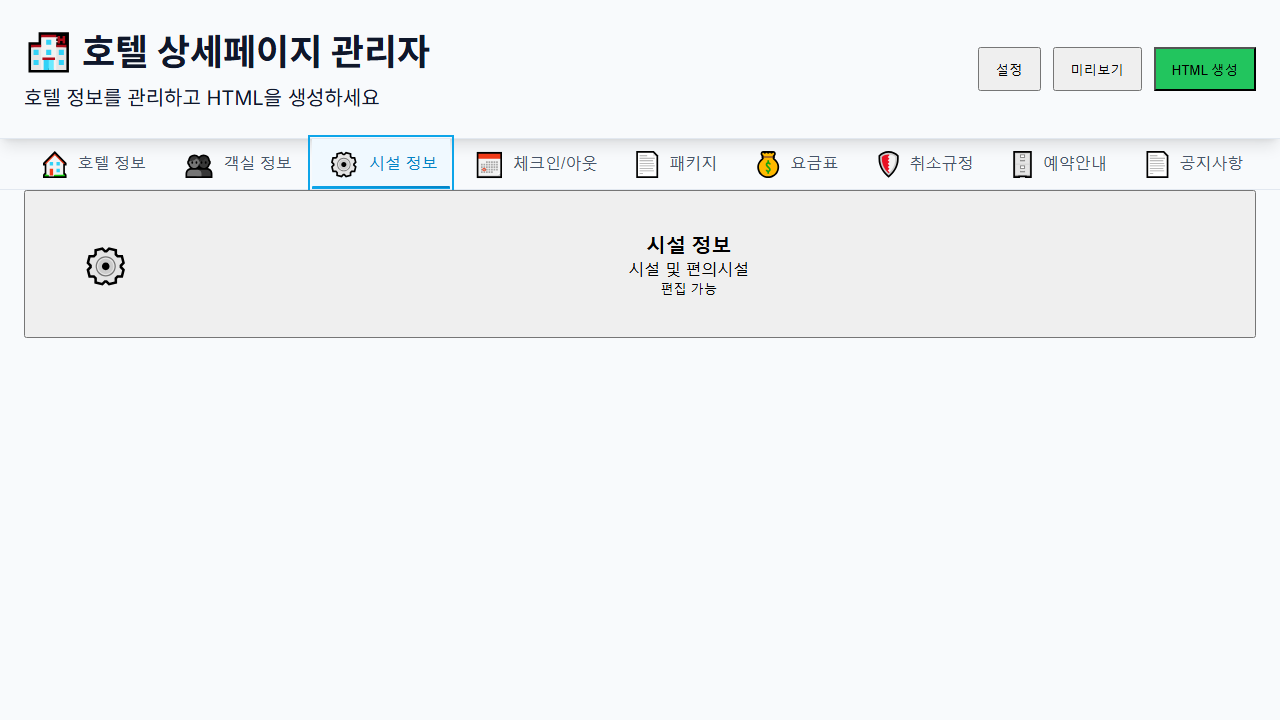 호텔 상세페이지 관리자
호텔 정보를 관리하고 HTML을 생성하세요
설정
미리보기
HTML 생성
호텔 정보
객실 정보
시설 정보
체크인/아웃
패키지
요금표
취소규정
예약안내
공지사항
시설 정보
시설 및 편의시설
편집 가능